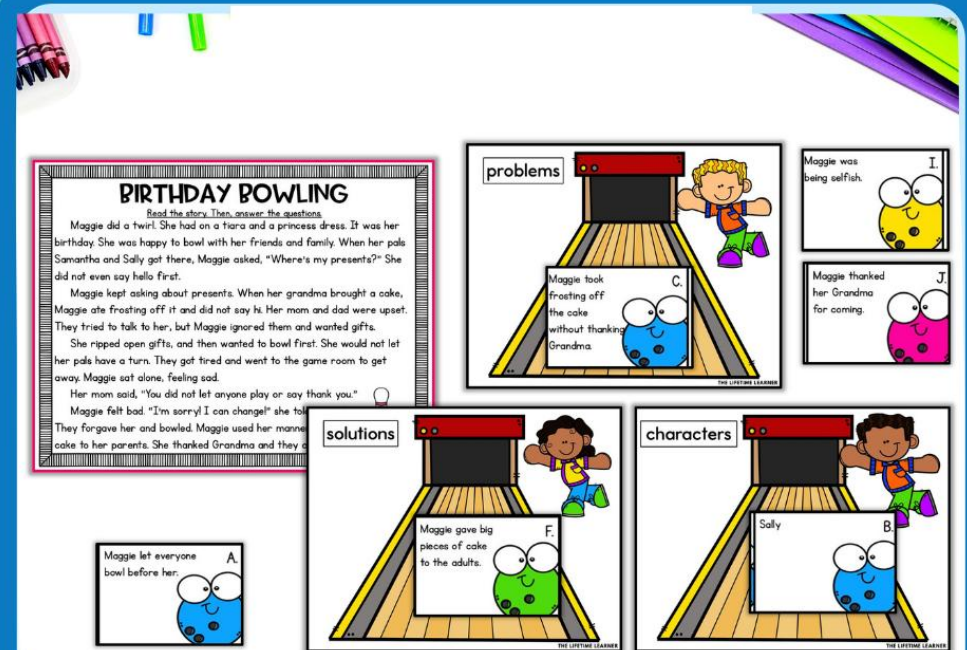 BIRTHDAY BOWLING
Read the story. Then, answer the questions.
Maggie did a twirl. She had on a tiara and a princess dress. It was her
birthday. She was happy to bowl with her friends and family. When her pals
Samantha and Sally got there, Maggie asked, "Where's my presents?" She
did not even say hello first.
Maggie kept asking about presents. When her grandma brought a cake,
Maggie ate frosting off it and did not say hi. Her mom and dad were upset.
They tried to talk to her, but Maggie ignored them and wanted gifts.
She ripped open gifts, and then wanted to bowl first. She would not let
her pals have a turn. They got tired and went to the game room to get
away. Maggie sat alone, feeling sad.
Her mom said, "You did not let anyone play or say thank you."
Maggie felt bad. "I'm sorry! I can change!" she
They forgave her and bowled. Maggie used her
cake to her parents. She thanked Grandma and they
problems
Maggie took
frosting off
the cake
without thanking
Grandma.
C.
THE LIFETIME LEARNER
Maggie was
being selfish.
I.
Maggie thanked
her Grandma
for coming.
J.
solutions
Maggie gave big
pieces of cake
to the adults.
F.
THE LIFETIME LEARNER
characters
Sally
B.
THE LIFETIME LEARNER
Maggie let everyone
bowl before her.
A.